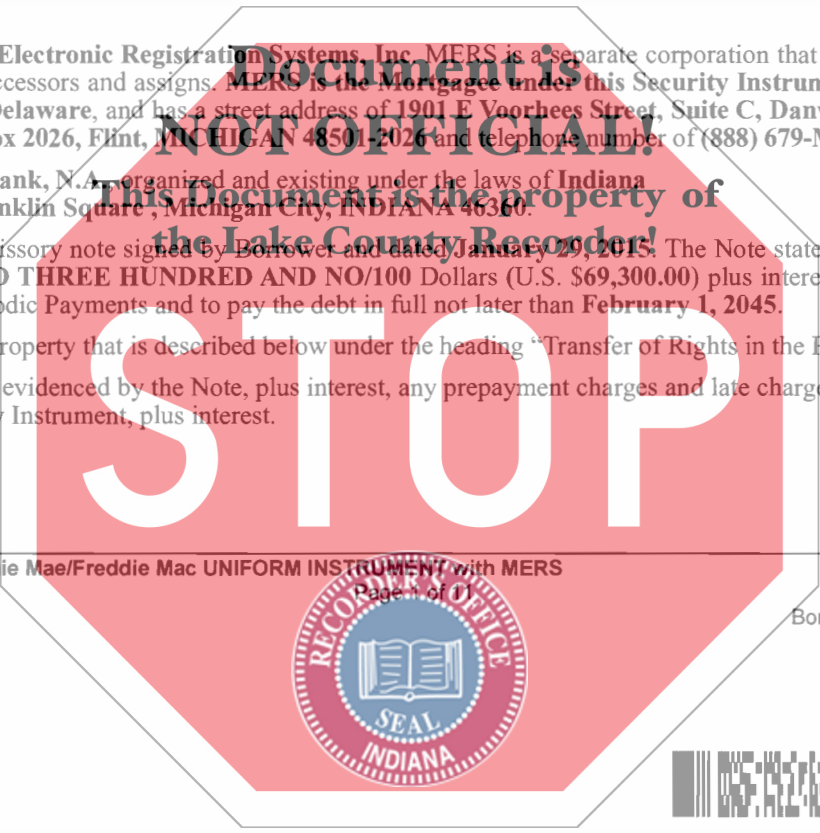 Electronic Registration Systems, Inc. MERS is a separate corporation that
ccessors and assigns. MERS is the Mortgagee under this Security Instrum
Delaware, and has a street address of 1901 E Voorhees Street, Suite C, Danv
ox 2026, Flint, MICHIGAN 48501-2026 and telephone number of (888) 679-M
ank, N.A., organized and existing under the laws of Indiana
nklin Square , Michigan City, INDIANA 46360.
issory note signed by Borrower and dated January 29, 2015. The Note state
D THREE HUNDRED AND NO/100 Dollars (U.S. $69,300.00) plus intere
odic Payments and to pay the debt in full not later than February 1, 2045.
roperty that is described below under the heading “Transfer of Rights in the P
evidenced by the Note, plus interest, any prepayment charges and late charge
y Instrument, plus interest.
Document is
NOT OFFICIAL!
This Document is the property of
the Lake County Recorder!
STOP
ie Mae/Freddie Mac UNIFORM INSTRUMENT with MERS
Page 1 of 11
Bor
RECORDER'S OFFICE
SEAL
INDIANA